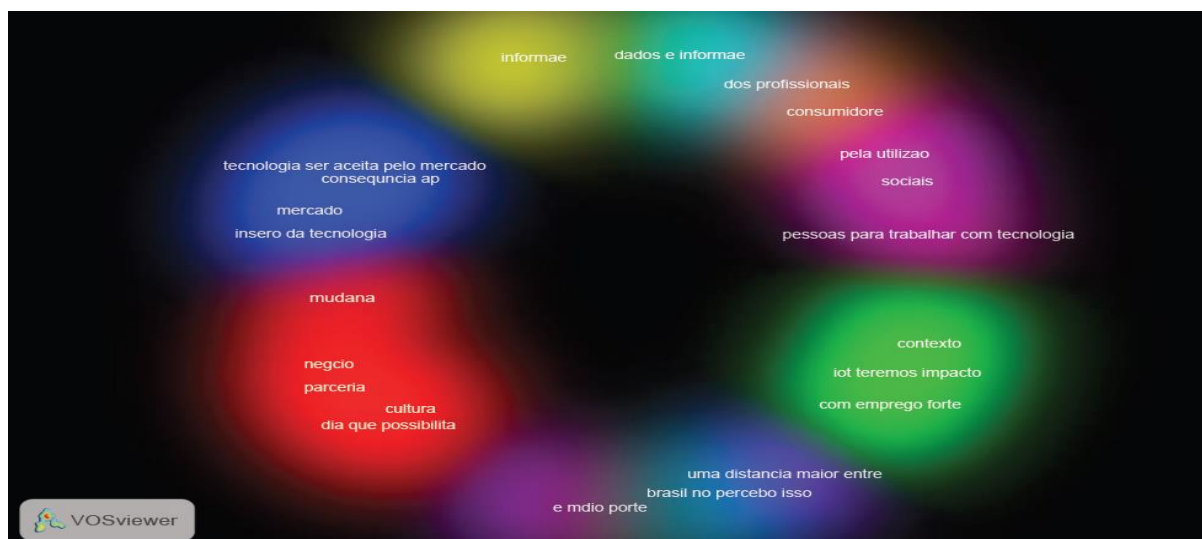 informae
dados e informae
dos profissionais
consumidore
pela utilizao
sociais
pessoas para trabalhar com tecnologia
tecnologia ser aceita pelo mercado
consequncia ap
mercado
insero da tecnologia
mudana
negcio
parceria
cultura
dia que possibilita
contexto
iot teremos impacto
com emprego forte
uma distancia maior entre
brasil no percebo isso
e mdio porte
VOSviewer